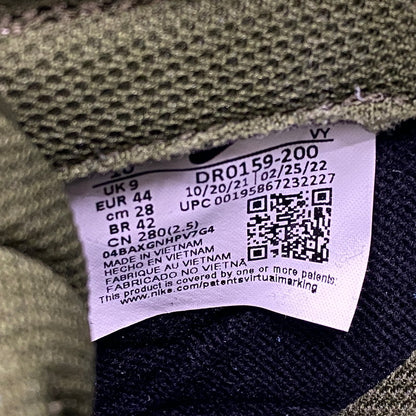 VY
UK 9
DR0159-200
EUR 44
10/20/21 02/25/22
cm 28
UPC 00195867232227
BR 42
CN 280(2.5)
04BAXGNHPV7G4
MADE IN VIETNAM
HECHO EN VIETNAM
FABRIQUE AU VIETNAM
FABRICADO NO VIETNÃ
This product is covered by one or more patents.
www.nike.com/patentsvirtualmarking